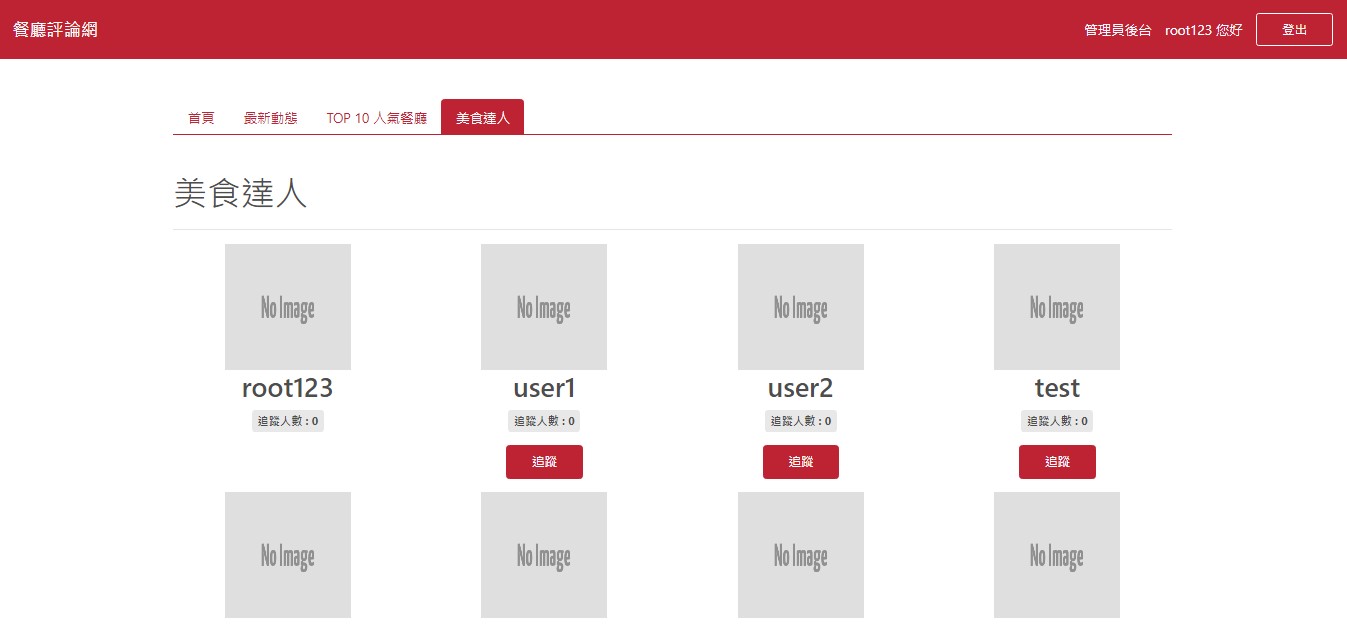 餐廳評論網
管理員後台 root123 您好 登出
首頁 最新動態 TOP 10 人氣餐廳 美食達人
美食達人
No Image No Image No Image No Image
root123 user1 user2 test
追蹤人數 : 0 追蹤人數 : 0 追蹤人數 : 0 追蹤人數 : 0
追蹤 追蹤 追蹤
No Image No Image No Image No Image